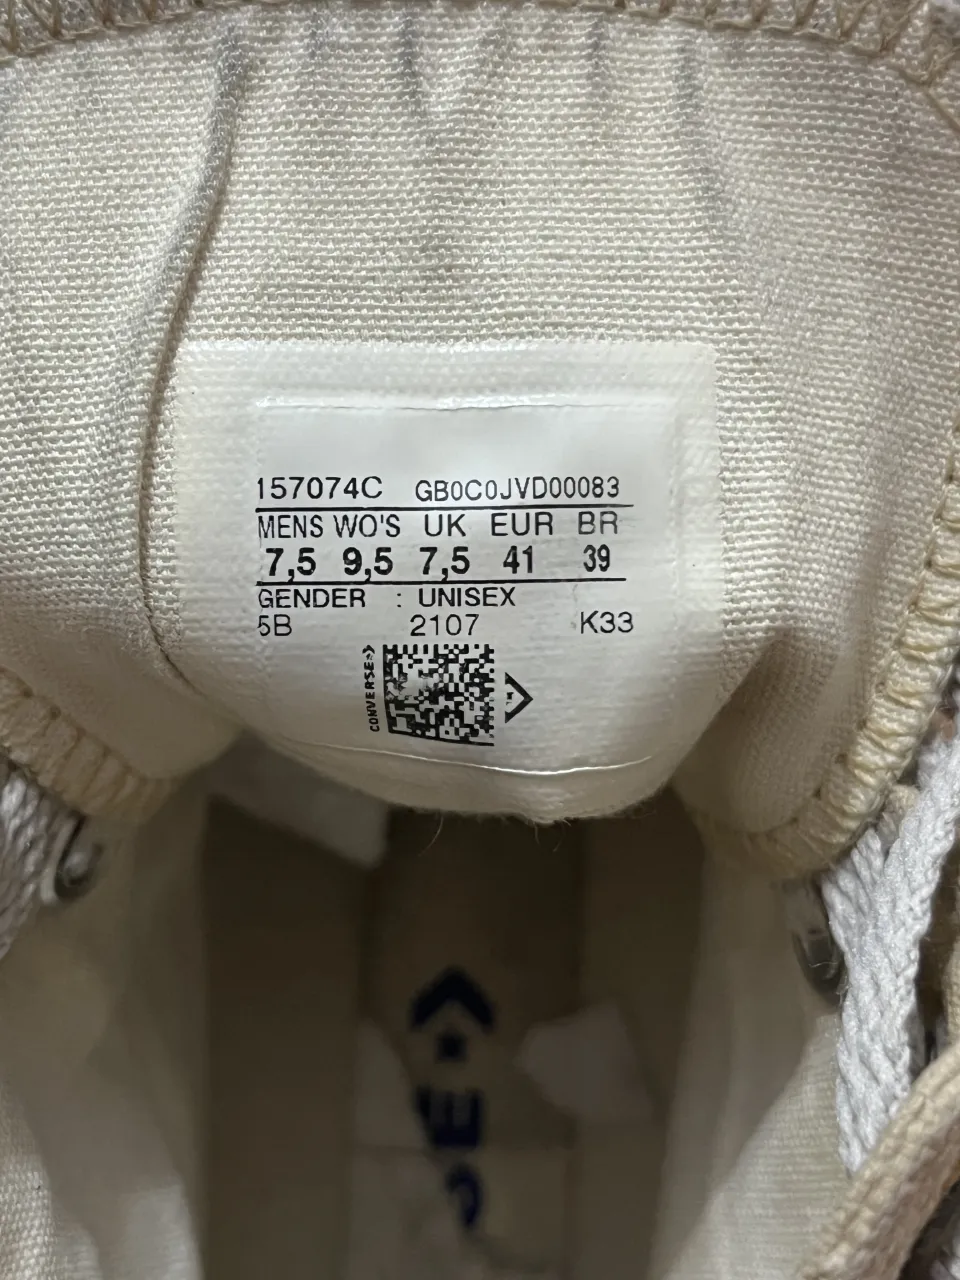 157074C GB0C0JVD00083
MENS WO'S UK EUR BR
7,5 9,5 7,5 41 39
GENDER : UNISEX
5B 2107 K33
CONVERSE